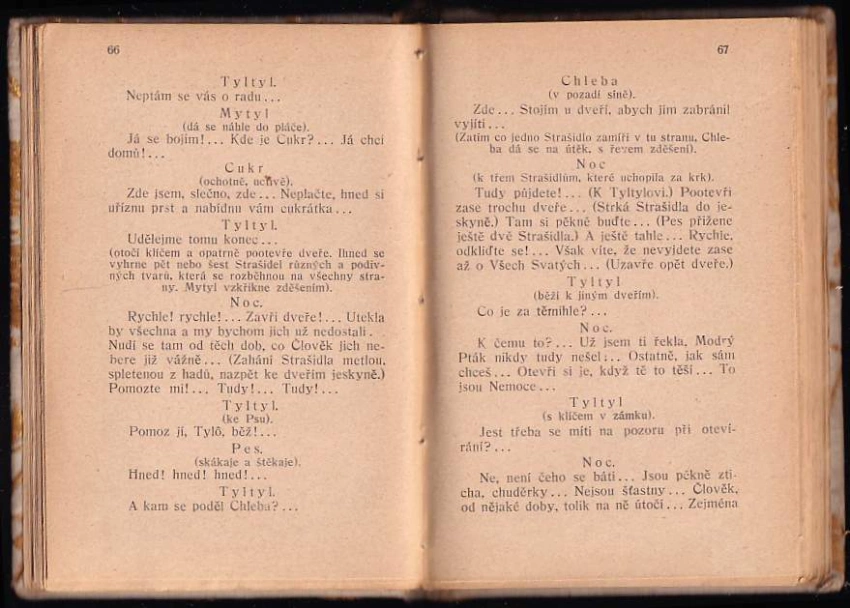 66
Tyltyl.
Neptám se vás o radu...
Mytyl
(dá se náhle do pláče).
Já se bojím!... Kde je Cukr?... Já chci
domů!...
Cukr
(ochotně, uctivě).
Zde jsem, slečno, zde... Neplačte, hned si
uříznu prst a nabídnu vám cukrátka...
Tyltyl.
Udělejme tomu konec...
(otočí klíčem a opatrně pootevře dveře. Ihned se
vyhrne pět nebo šest Strašidel různých a podiv-
ných tvarů, která se rozběhnou na všechny stra-
ny. Mytyl vzkřikne zděšením).
Noc.
Rychle! rychle!... Zavři dveře!... Utekla
by všechna a my bychom jich už nedostali.
Nudí se tam od těch dob, co Člověk jich ne-
bere již vážně... (Zahání Strašidla metlou,
spletenou z hadů, nazpět ke dveřím jeskyně.)
Pomozte mi!... Tudy!... Tudy!...
Tyltyl.
(ke Psu).
Pomoz jí, Tylô, běž!...
Pes.
(skákaje a štěkaje).
Hned! hned! hned!...
Tyltyl.
A kam se poděl Chleba?...
67
Chleba
(v pozadí síně).
Zde... Stojím u dveří, abych jim zabránil
vyjíti...
(Zatím co jedno Strašidlo zamíří v tu stranu, Chle-
ba dá se na útěk, s řevem zděšení).
Noc
(k třem Strašidlům, které uchopila za krk).
Tudy půjdete!... (K Tyltylovi.) Pootevři
zase trochu dveře... (Strká Strašidla do je-
skyně.) Tam si pěkně buďte... (Pes přižene
ještě dvě Strašidla.) A ještě tahle... Rychle,
odkliďte se!... Však víte, že nevyjdete zase
až o Všech Svatých... (Uzavře opět dveře.)
Tyltyl
(běží k jiným dveřím).
Co je za těmihle?...
Noc.
K čemu to?... Už jsem ti řekla, Modrý
Pták nikdy tudy nešel... Ostatně, jak sám
chceš... Otevři si je, když tě to těší... To
jsou Nemoce...
Tyltyl
(s klíčem v zámku).
Jest třeba se míti na pozoru při oteví-
rání?...
Noc.
Ne, není čeho se báti... Jsou pěkně zti-
cha, chuděrky... Nejsou šťastny... Člověk,
od nějaké doby, tolik na ně útočí... Zejména